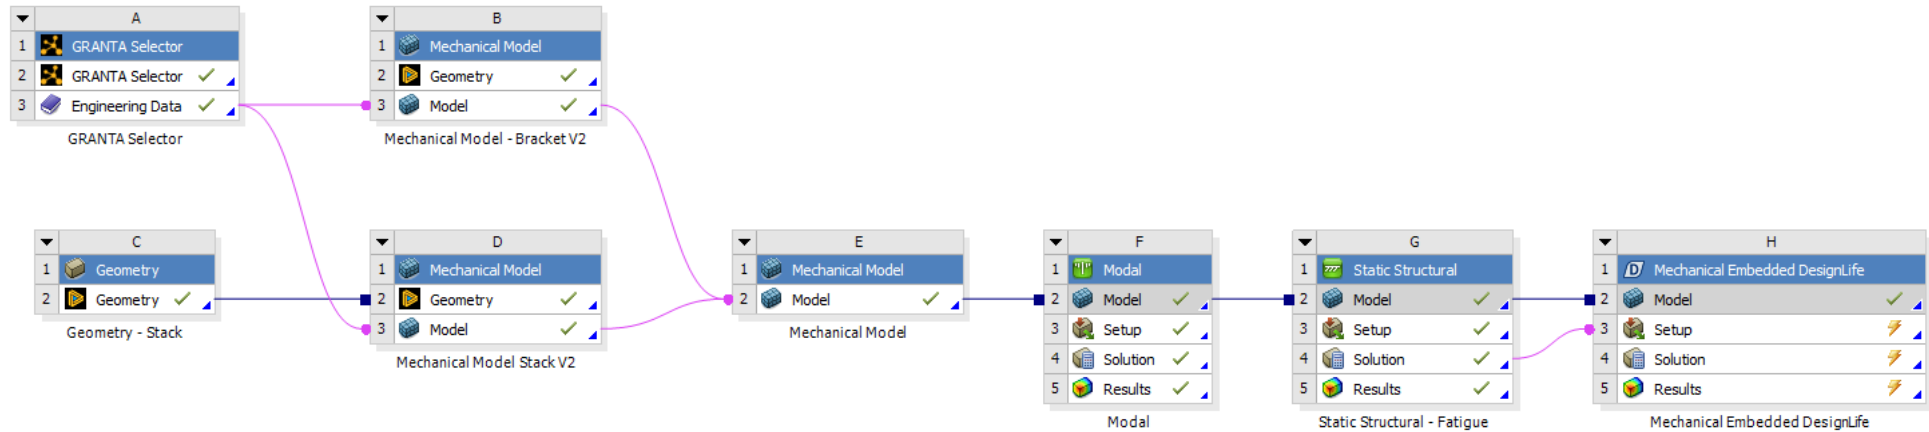 A
1 GRANTA Selector
2 GRANTA Selector
3 Engineering Data
GRANTA Selector
B
1 Mechanical Model
2 Geometry
3 Model
Mechanical Model - Bracket V2
C
1 Geometry
2 Geometry
Geometry - Stack
D
1 Mechanical Model
2 Geometry
3 Model
Mechanical Model Stack V2
E
1 Mechanical Model
2 Model
Mechanical Model
F
1 Modal
2 Model
3 Setup
4 Solution
5 Results
Modal
G
1 Static Structural
2 Model
3 Setup
4 Solution
5 Results
Static Structural - Fatigue
H
1 Mechanical Embedded DesignLife
2 Model
3 Setup
4 Solution
5 Results
Mechanical Embedded DesignLife